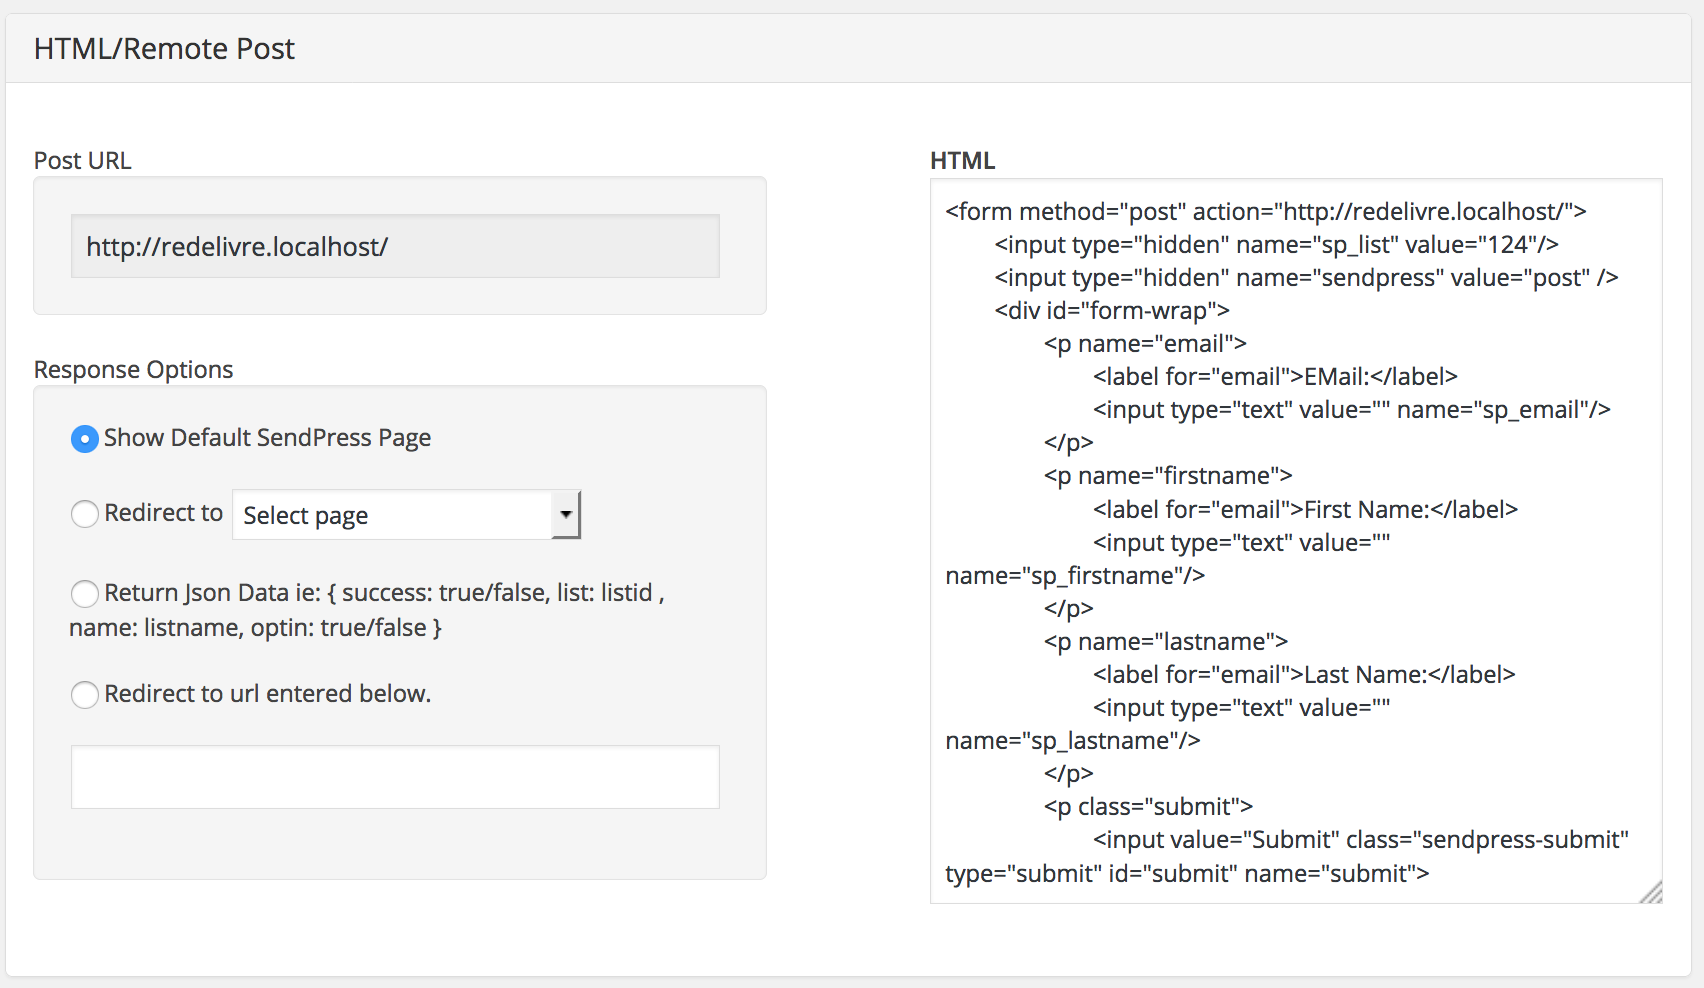 HTML/Remote Post
Post URL
http://redelivre.localhost/
Response Options
Show Default SendPress Page
Redirect to Select page
Return Json Data ie: { success: true/false, list: listid ,
name: listname, optin: true/false }
Redirect to url entered below.
HTML
<form method="post" action="http://redelivre.localhost/">
<input type="hidden" name="sp_list" value="124"/>
<input type="hidden" name="sendpress" value="post" />
<div id="form-wrap">
<p name="email">
<label for="email">EMail:</label>
<input type="text" value="" name="sp_email"/>
</p>
<p name="firstname">
<label for="email">First Name:</label>
<input type="text" value=""
name="sp_firstname"/>
</p>
<p name="lastname">
<label for="email">Last Name:</label>
<input type="text" value=""
name="sp_lastname"/>
</p>
<p class="submit">
<input value="Submit" class="sendpress-submit"
type="submit" id="submit" name="submit">